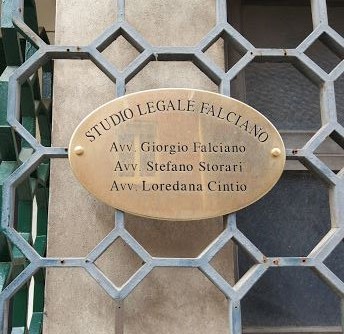 STUDIO LEGALE FALCIANO
Avv. Giorgio Falciano
Avv. Stefano Storari
Avv. Loredana Cintio